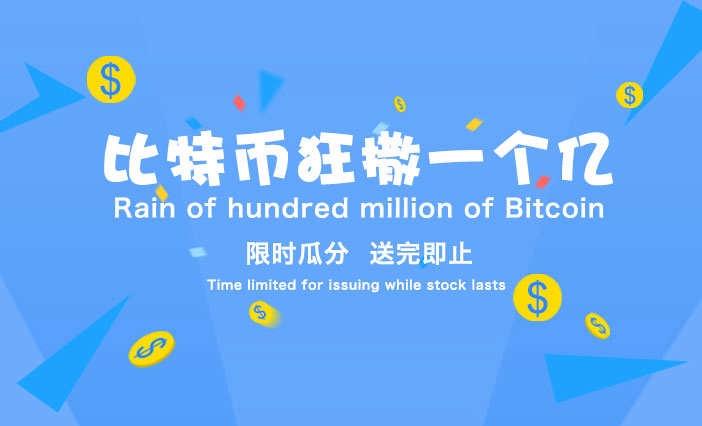 比特币狂撒一个亿
Rain of hundred million of Bitcoin
限时瓜分 送完即止
Time limited for issuing while stock lasts